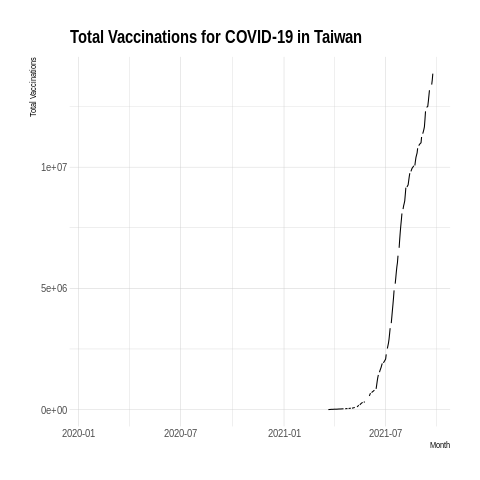 Total Vaccinations for COVID-19 in Taiwan
Total Vaccinations
1e+07
5e+06
0e+00
2020-01 2020-07 2021-01 2021-07
Month